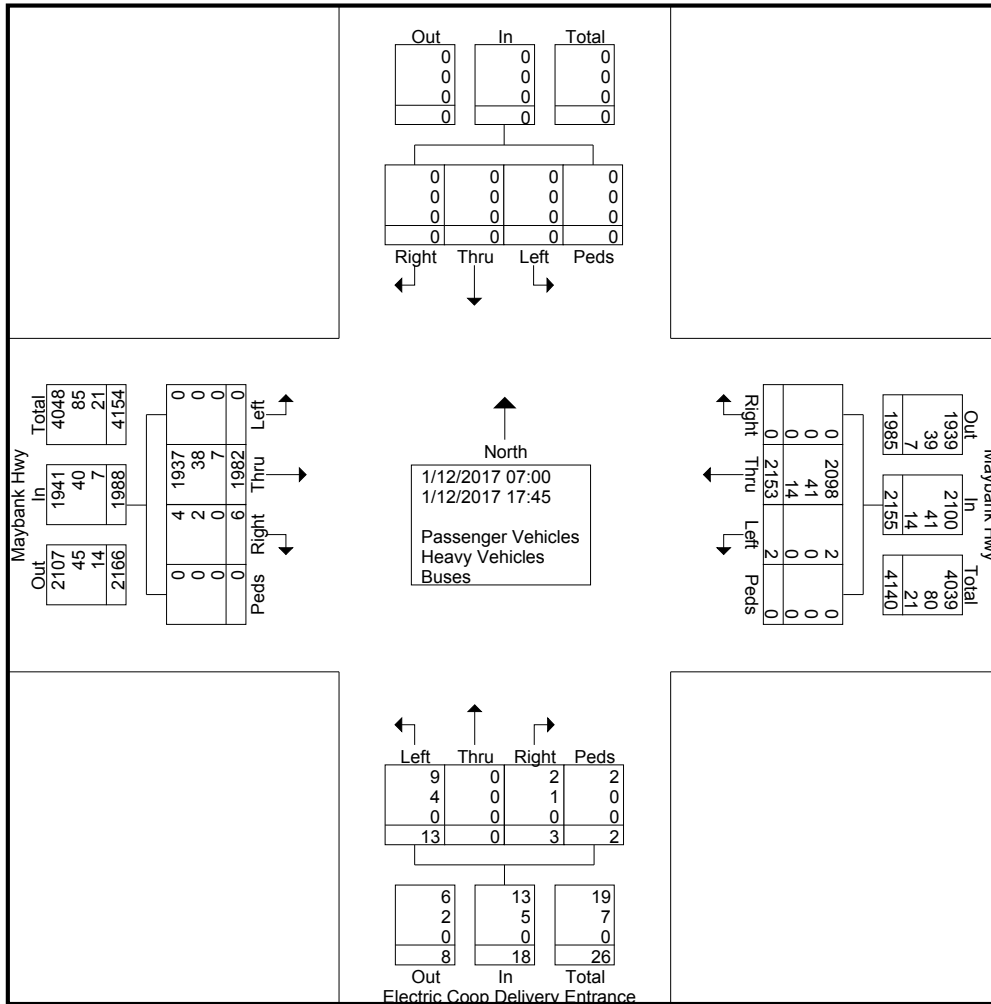 Out In Total
0 0 0
0 0 0
0 0 0
0 0 0
0 0 0 0
0 0 0 0
0 0 0 0
0 0 0 0
Right Thru Left Peds
Maybank Hwy
Total In Out
4048 1941 2107
85 40 45
21 7 14
4154 1988 2166
0 1937 4 0
0 38 2 0
0 7 0 0
0 1982 6 0
Left Thru Right Peds
North
1/12/2017 07:00
1/12/2017 17:45
Passenger Vehicles
Heavy Vehicles
Buses
Right Thru Left Peds
0 2098 2 0
0 41 0 0
0 14 0 0
0 2153 2 0
Out In Total
1939 2100 4039
39 41 80
7 14 21
1985 2155 4140
Maybank Hwy
Left Thru Right Peds
9 0 2 2
4 0 1 0
0 0 0 0
13 0 3 2
6 13 19
2 5 7
0 0 0
8 18 26
Out In Total
Electric Coop Delivery Entrance